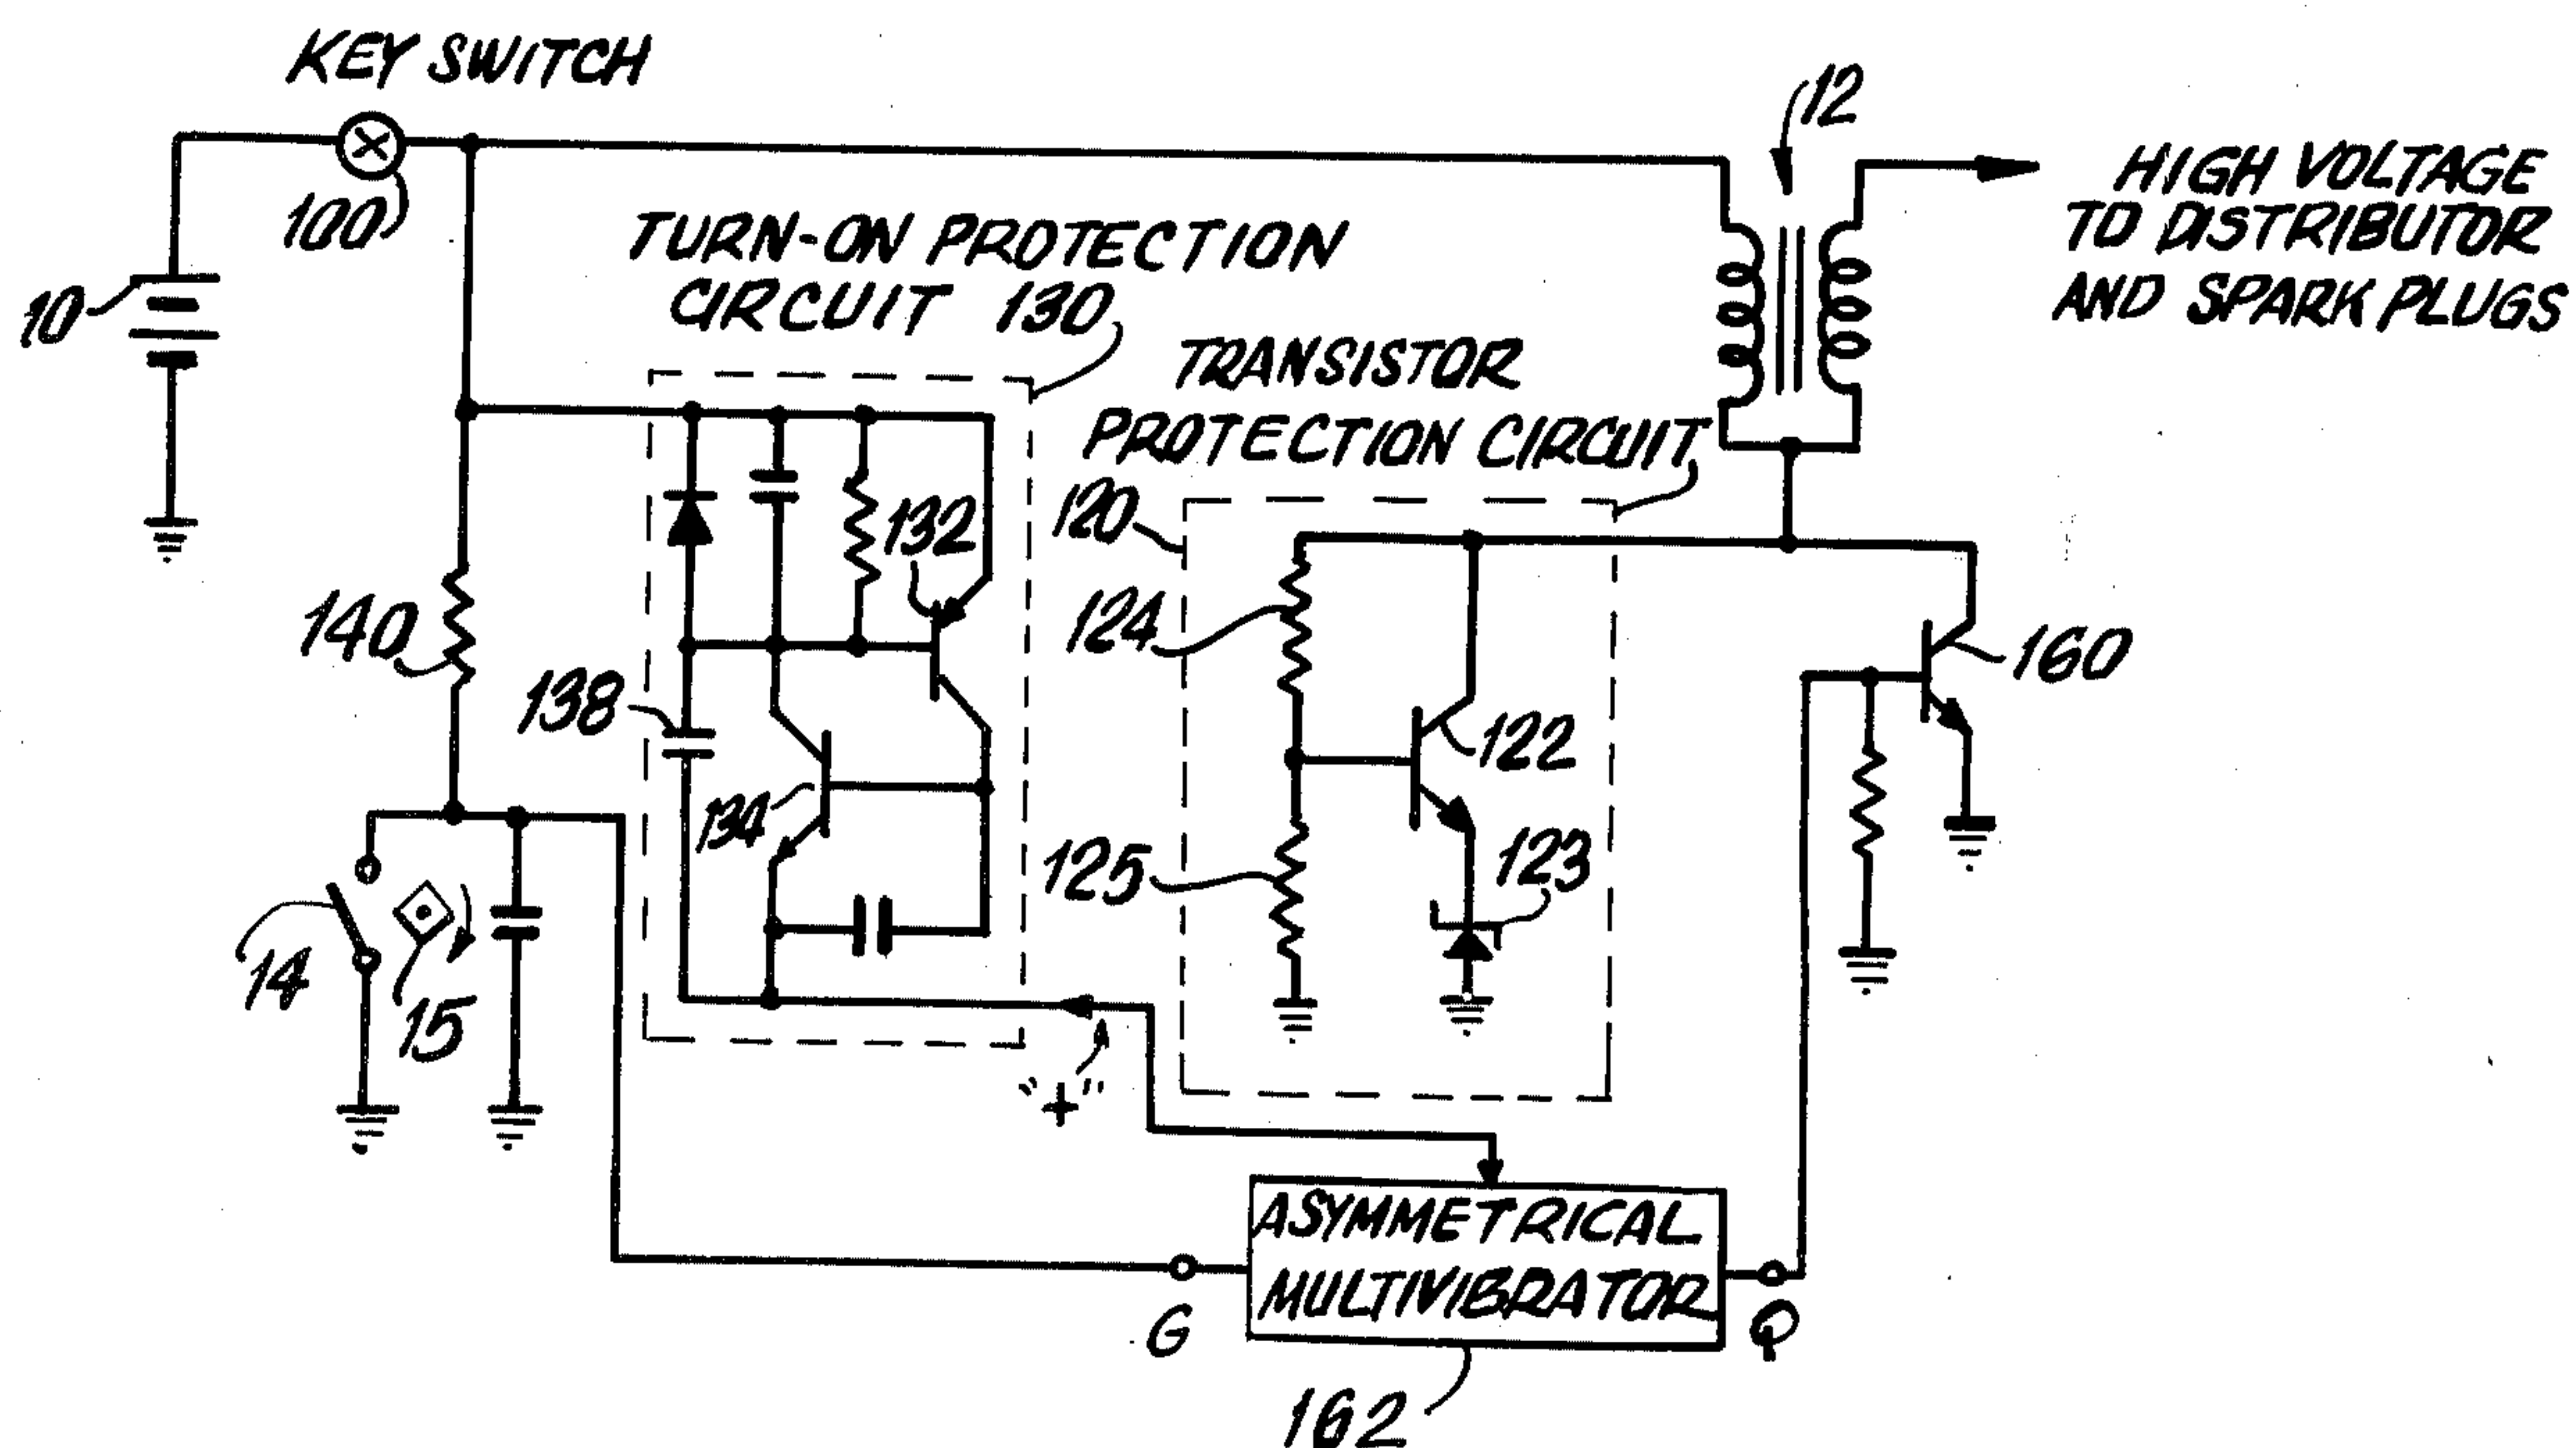 KEY SWITCH
12
HIGH VOLTAGE
TO DISTRIBUTOR
AND SPARK PLUGS
100
TURN-ON PROTECTION
CIRCUIT 130
10
TRANSISTOR
PROTECTION CIRCUIT
120
132
140
124
160
138
122
134
125
123
14
15
"+"
ASYMMETRICAL
MULTIVIBRATOR
G
Q
162